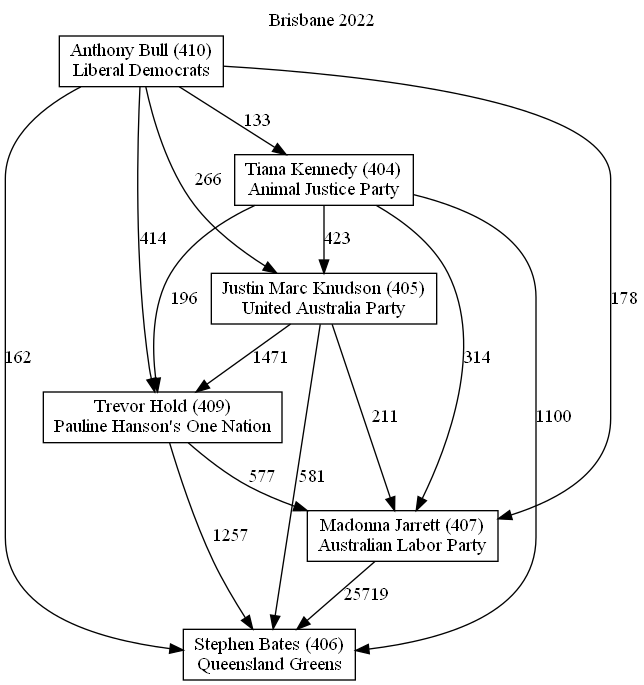 Brisbane 2022
Anthony Bull (410)
Liberal Democrats
133
Tiana Kennedy (404)
Animal Justice Party
266
414
423
196
178
Justin Marc Knudson (405)
United Australia Party
162
1471
314
Trevor Hold (409)
Pauline Hanson's One Nation
211
1100
577
581
Madonna Jarrett (407)
Australian Labor Party
1257
25719
Stephen Bates (406)
Queensland Greens